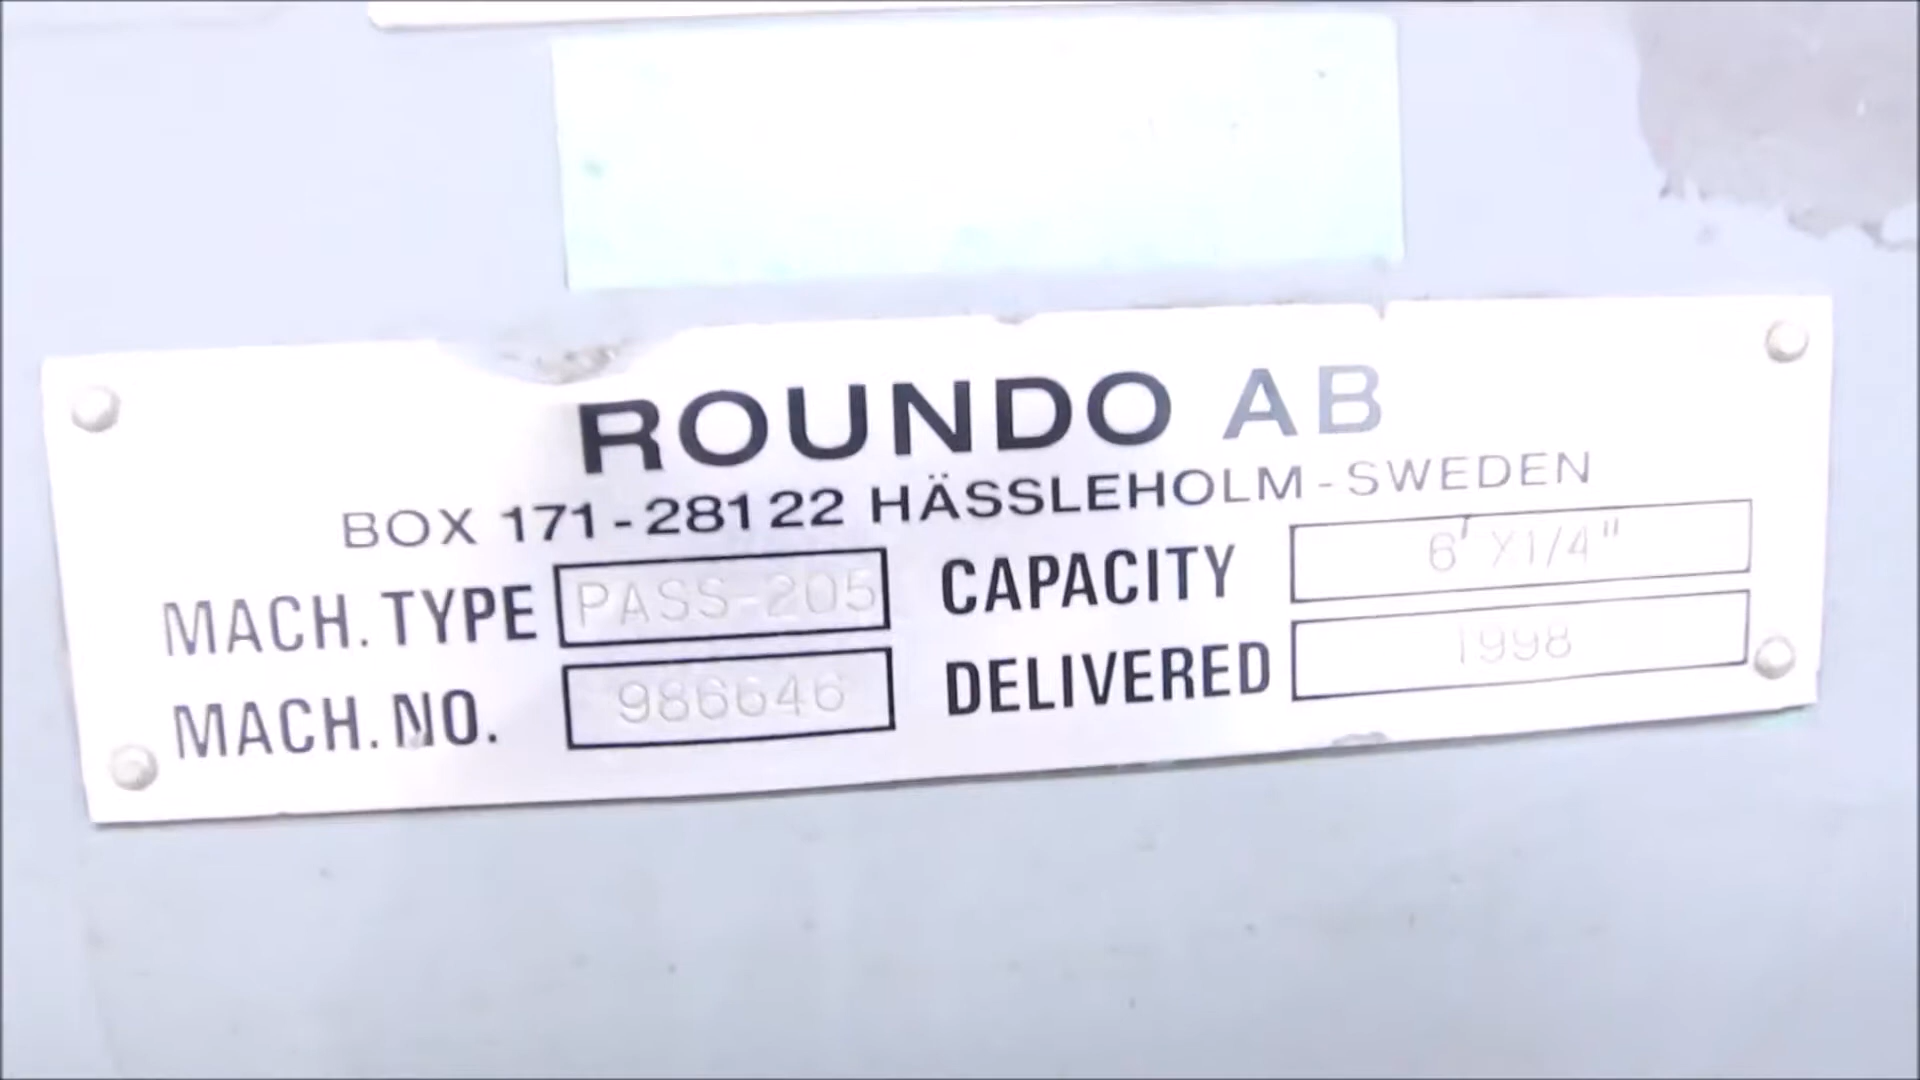 ROUNDO AB
BOX 171-28122 HÄSSLEHOLM-SWEDEN
MACH. TYPE PASS-205 CAPACITY 6' X1/4"
MACH. NO. 986646 DELIVERED 1998